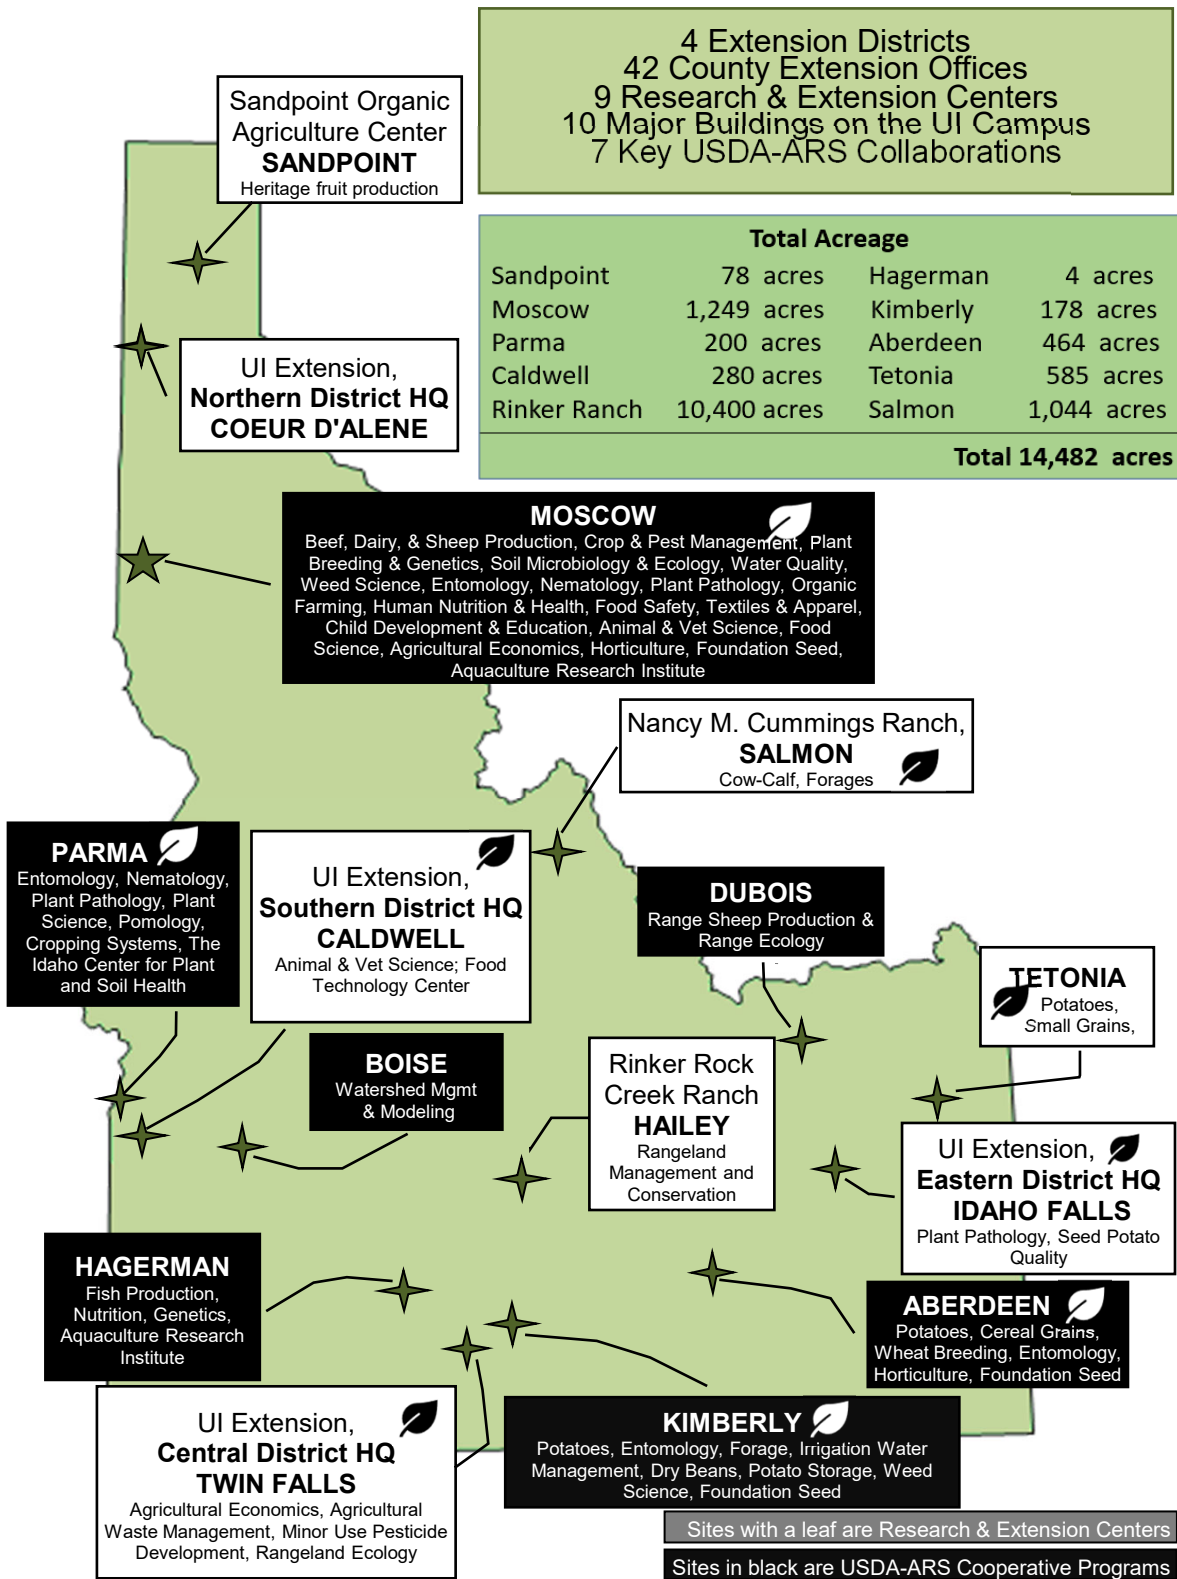 4 Extension Districts
42 County Extension Offices
9 Research & Extension Centers
10 Major Buildings on the UI Campus
7 Key USDA-ARS Collaborations
Sandpoint Organic
Agriculture Center
SANDPOINT
Heritage fruit production
Total Acreage
Sandpoint 78 acres Hagerman 4 acres
Moscow 1,249 acres Kimberly 178 acres
Parma 200 acres Aberdeen 464 acres
Caldwell 280 acres Tetonia 585 acres
Rinker Ranch 10,400 acres Salmon 1,044 acres
Total 14,482 acres
UI Extension,
Northern District HQ
COEUR D'ALENE
MOSCOW
Beef, Dairy, & Sheep Production, Crop & Pest Management, Plant
Breeding & Genetics, Soil Microbiology & Ecology, Water Quality,
Weed Science, Entomology, Nematology, Plant Pathology, Organic
Farming, Human Nutrition & Health, Food Safety, Textiles & Apparel,
Child Development & Education, Animal & Vet Science, Food
Science, Agricultural Economics, Horticulture, Foundation Seed,
Aquaculture Research Institute
Nancy M. Cummings Ranch,
SALMON
Cow-Calf, Forages
PARMA
Entomology, Nematology,
Plant Pathology, Plant
Science, Pomology,
Cropping Systems, The
Idaho Center for Plant
and Soil Health
UI Extension,
Southern District HQ
CALDWELL
Animal & Vet Science; Food
Technology Center
DUBOIS
Range Sheep Production &
Range Ecology
TETONIA
Potatoes,
Small Grains,
BOISE
Watershed Mgmt
& Modeling
Rinker Rock
Creek Ranch
HAILEY
Rangeland
Management and
Conservation
UI Extension,
Eastern District HQ
IDAHO FALLS
Plant Pathology, Seed Potato
Quality
HAGERMAN
Fish Production,
Nutrition, Genetics,
Aquaculture Research
Institute
ABERDEEN
Potatoes, Cereal Grains,
Wheat Breeding, Entomology,
Horticulture, Foundation Seed
UI Extension,
Central District HQ
TWIN FALLS
Agricultural Economics, Agricultural
Waste Management, Minor Use Pesticide
Development, Rangeland Ecology
KIMBERLY
Potatoes, Entomology, Forage, Irrigation Water
Management, Dry Beans, Potato Storage, Weed
Science, Foundation Seed
Sites with a leaf are Research & Extension Centers
Sites in black are USDA-ARS Cooperative Programs